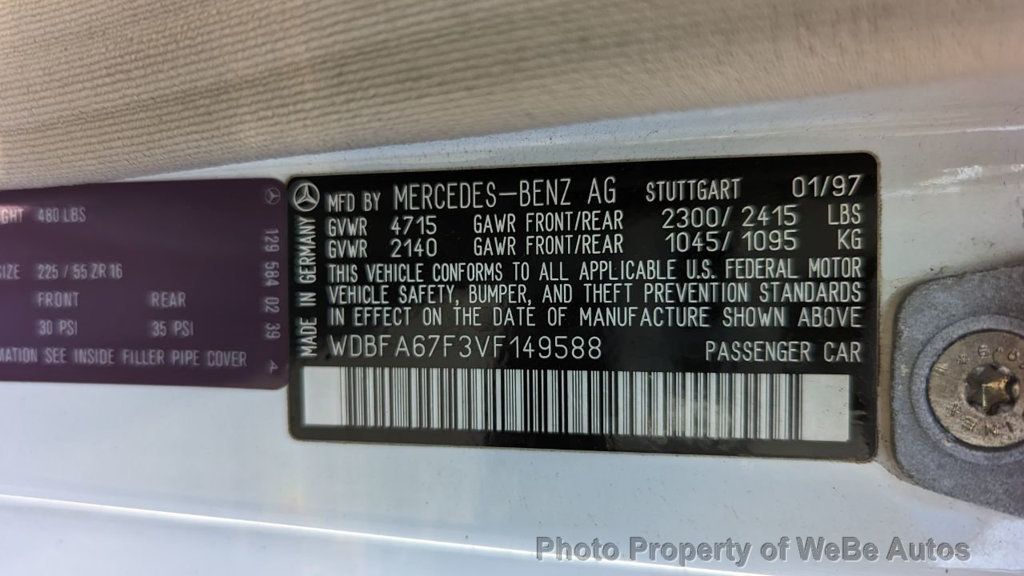 GHT 480 LBS
SIZE 225 / 55 ZR 16
FRONT REAR
30 PSI 35 PSI
MATION SEE INSIDE FILLER PIPE COVER
129 584 02 39
MADE IN GERMANY
MFD BY MERCEDES-BENZ AG STUTTGART 01/97
GVWR 4715 GAWR FRONT/REAR 2300/ 2415 LBS
GVWR 2140 GAWR FRONT/REAR 1045/ 1095 KG
THIS VEHICLE CONFORMS TO ALL APPLICABLE U.S. FEDERAL MOTOR
VEHICLE SAFETY, BUMPER, AND THEFT PREVENTION STANDARDS
IN EFFECT ON THE DATE OF MANUFACTURE SHOWN ABOVE
WDBFA67F3VF149588 PASSENGER CAR
Photo Property of WeBe Autos